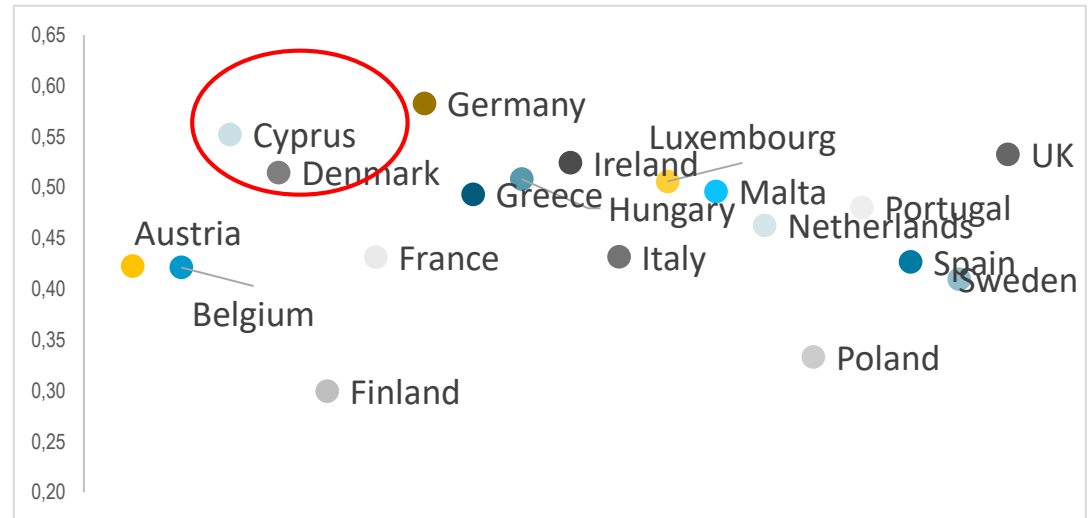 0,65
0,60
0,55
0,50
0,45
0,40
0,35
0,30
0,25
0,20
Austria
Belgium
Cyprus
Denmark
Finland
France
Germany
Greece
Hungary
Ireland
Italy
Luxembourg
Malta
Netherlands
Poland
Portugal
Spain
Sweden
UK